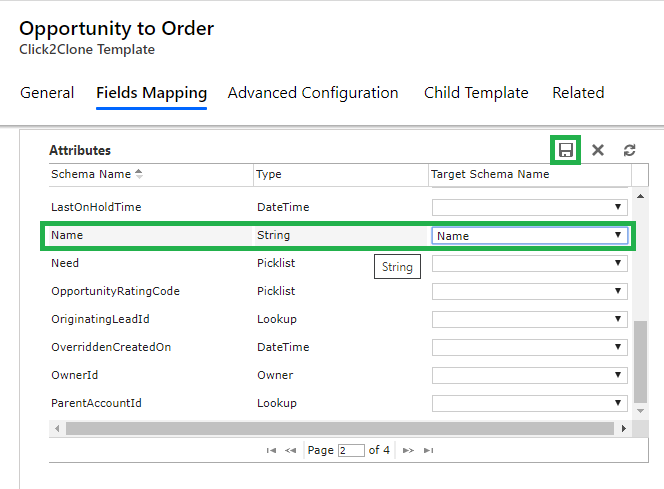 Opportunity to Order
Click2Clone Template
General Fields Mapping Advanced Configuration Child Template Related
Attributes
Schema Name Type Target Schema Name
LastOnHoldTime DateTime
Name String Name
Need Picklist
String
OpportunityRatingCode Picklist
OriginatingLeadId Lookup
OverriddenCreatedOn DateTime
OwnerId Owner
ParentAccountId Lookup
Page 2 of 4